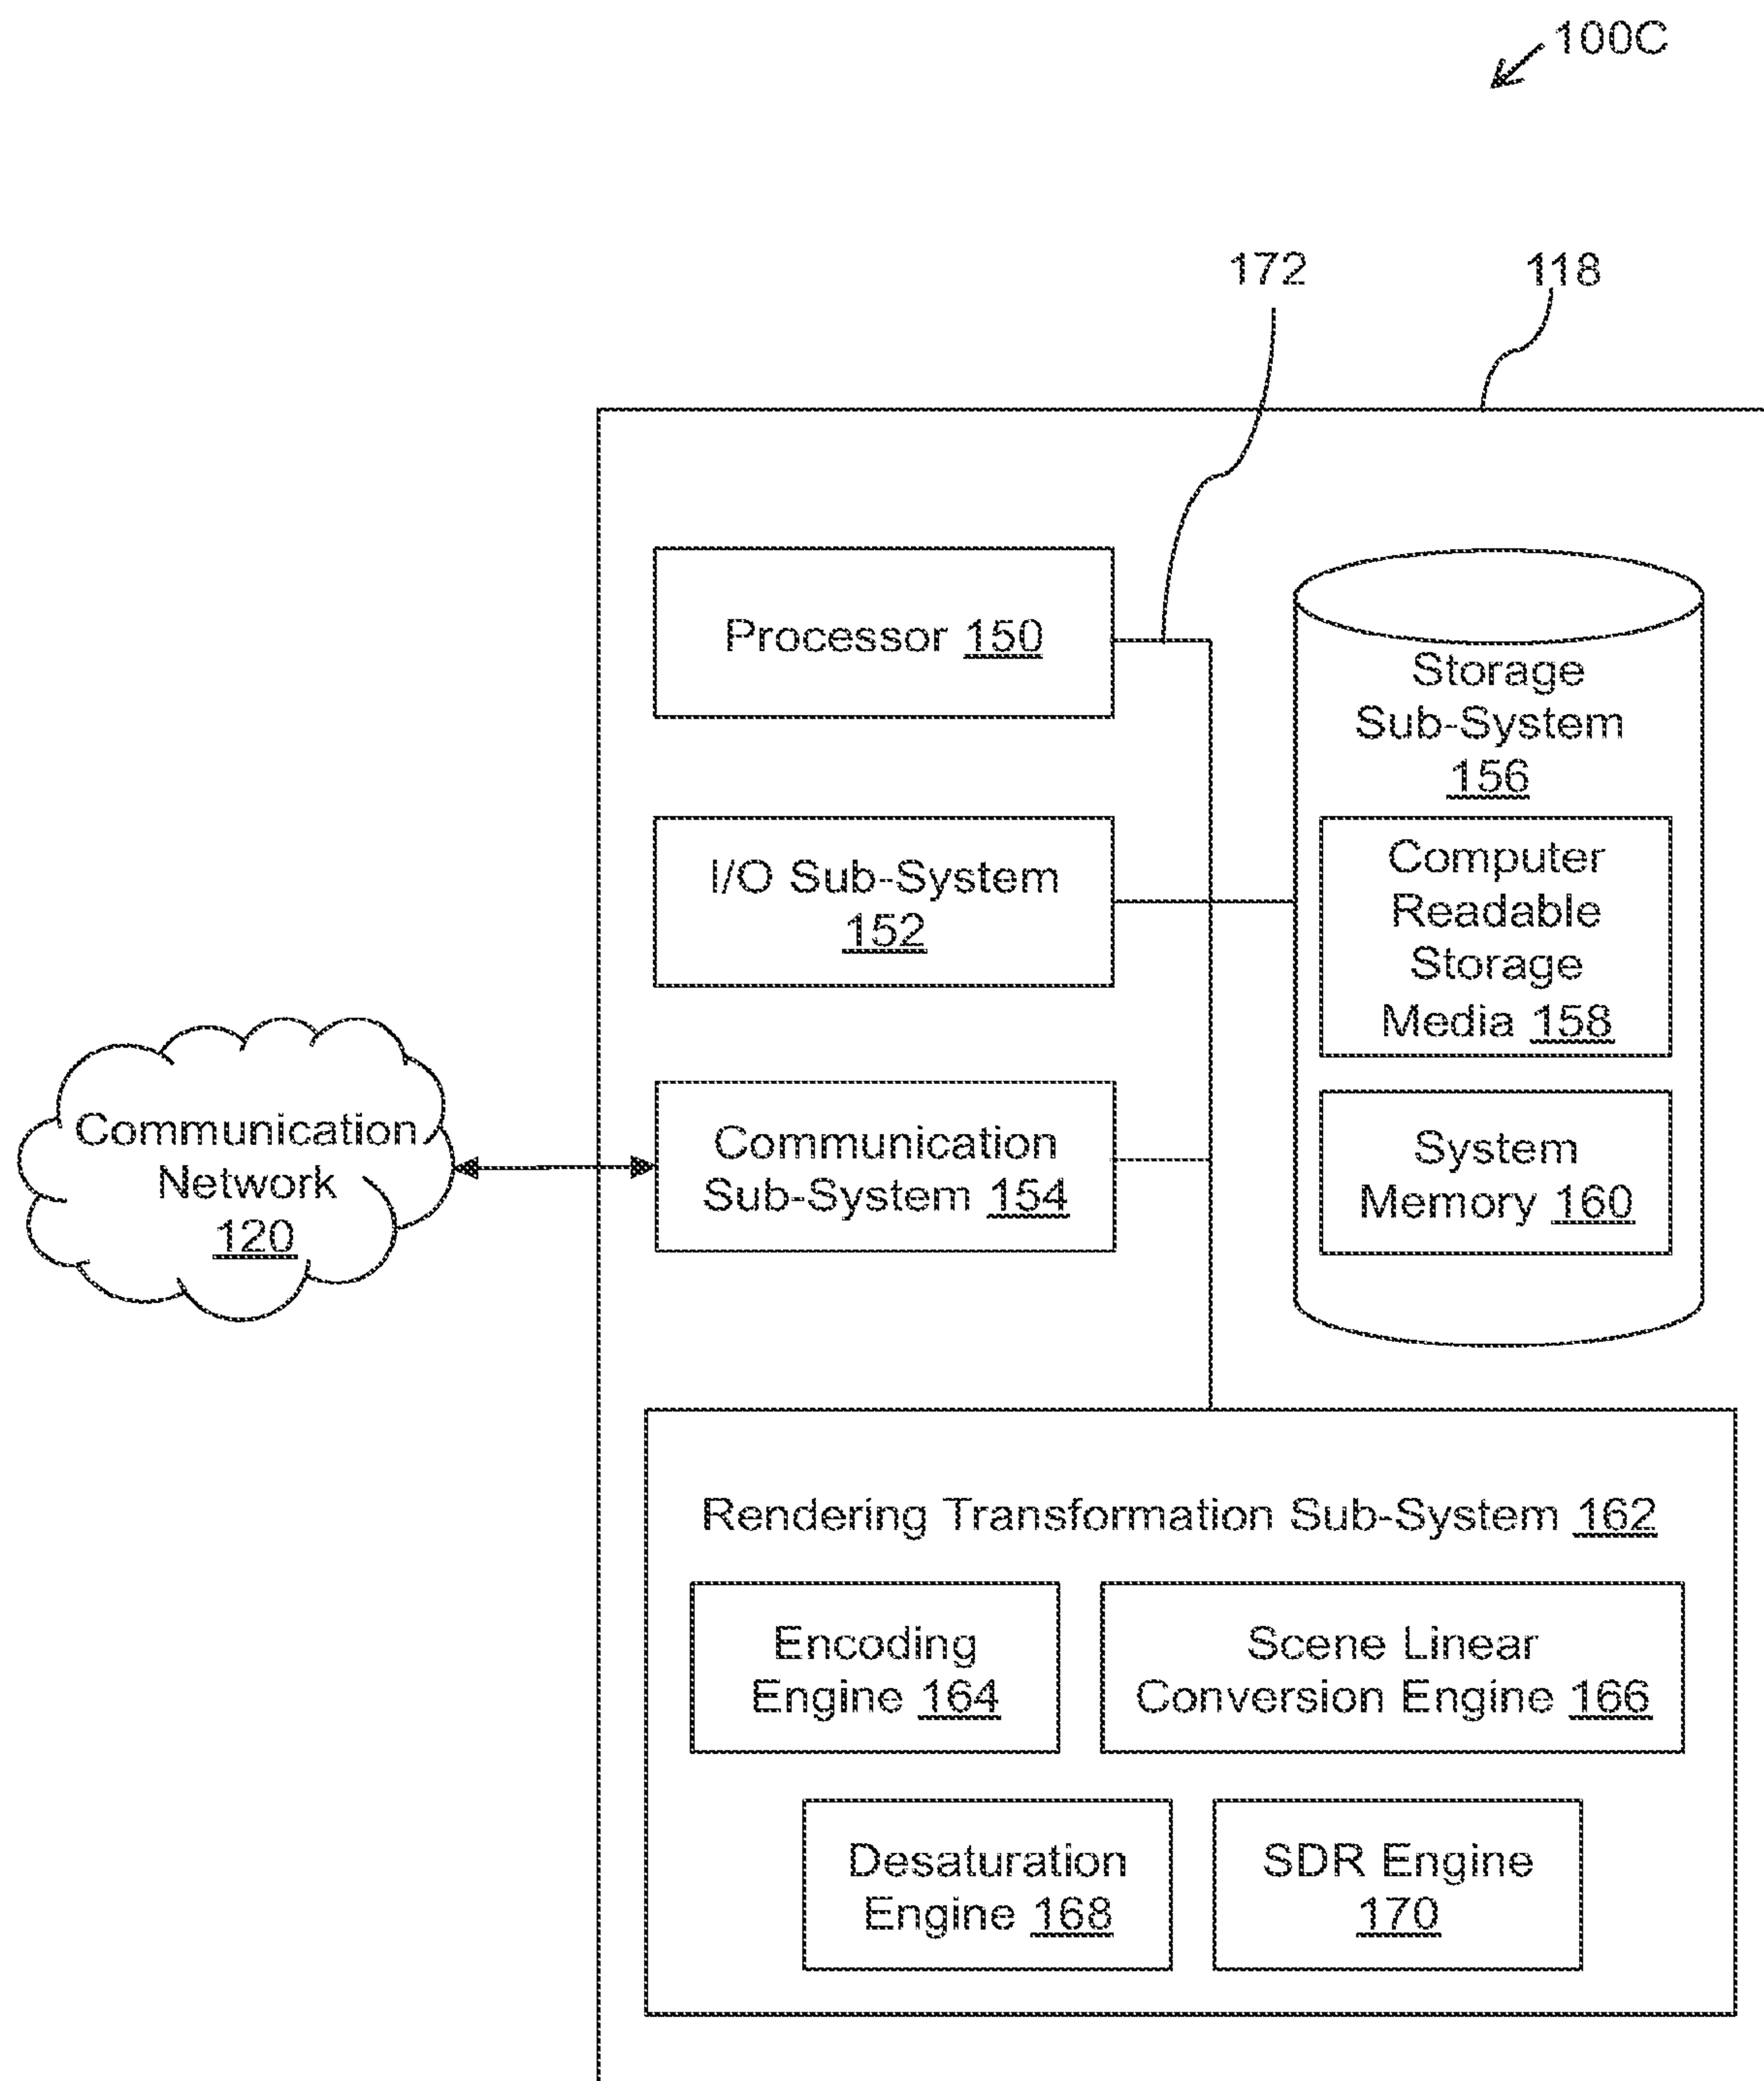 100C
172
118
Processor 150
Storage
Sub-System
156
I/O Sub-System
152
Computer
Readable
Storage
Media 158
Communication
Network
120
Communication
Sub-System 154
System
Memory 160
Rendering Transformation Sub-System 162
Encoding
Engine 164
Scene Linear
Conversion Engine 166
Desaturation
Engine 168
SDR Engine
170